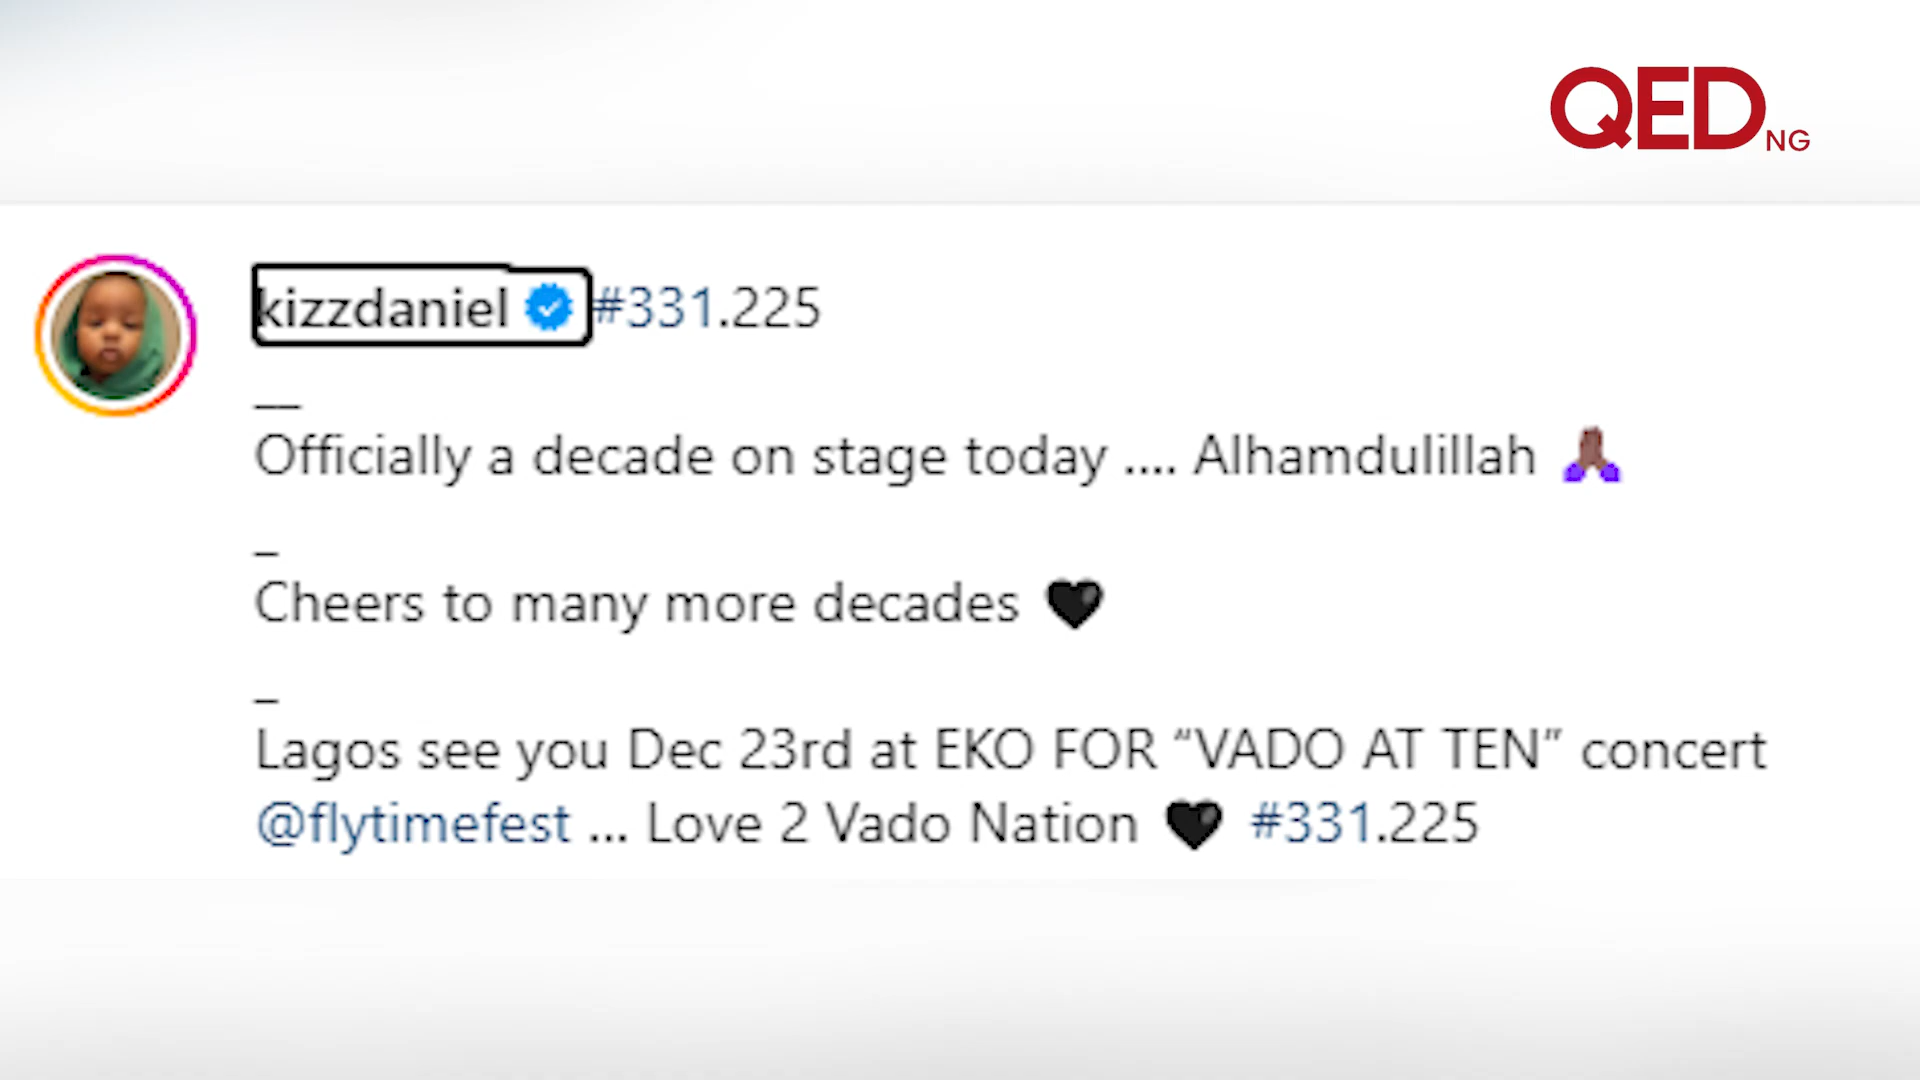 QED NG
kizzdaniel #331.225
__
Officially a decade on stage today .... Alhamdulillah 🙏🏿
_
Cheers to many more decades 🖤
_
Lagos see you Dec 23rd at EKO FOR “VADO AT TEN” concert
@flytimefest ... Love 2 Vado Nation 🖤 #331.225